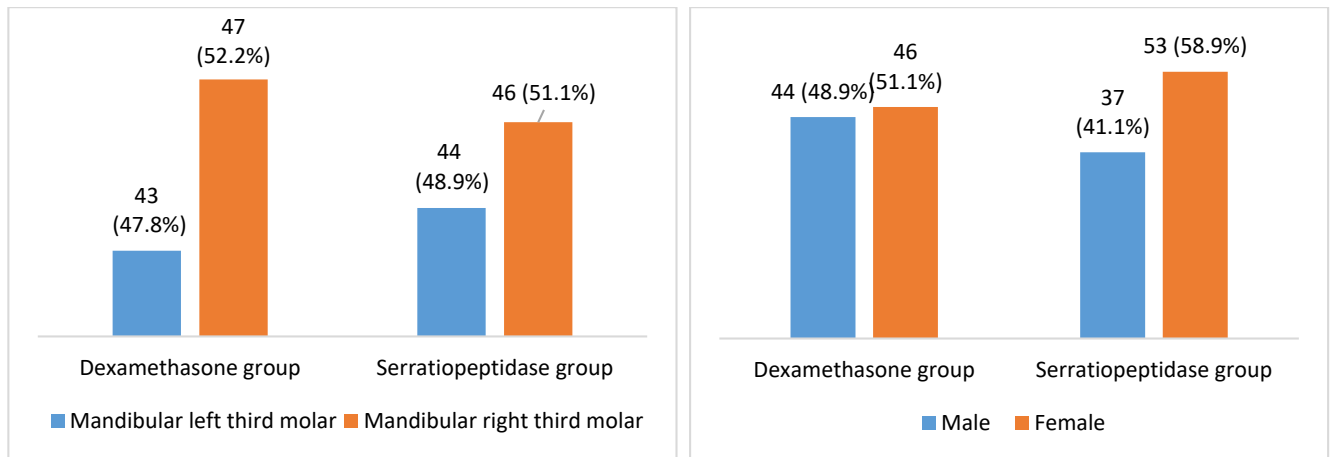 47
(52.2%)
46 (51.1%)
44
(48.9%)
43
(47.8%)
Dexamethasone group
Serratiopeptidase group
Mandibular left third molar
Mandibular right third molar
53 (58.9%)
46
(51.1%)
44 (48.9%)
37
(41.1%)
Dexamethasone group
Serratiopeptidase group
Male
Female